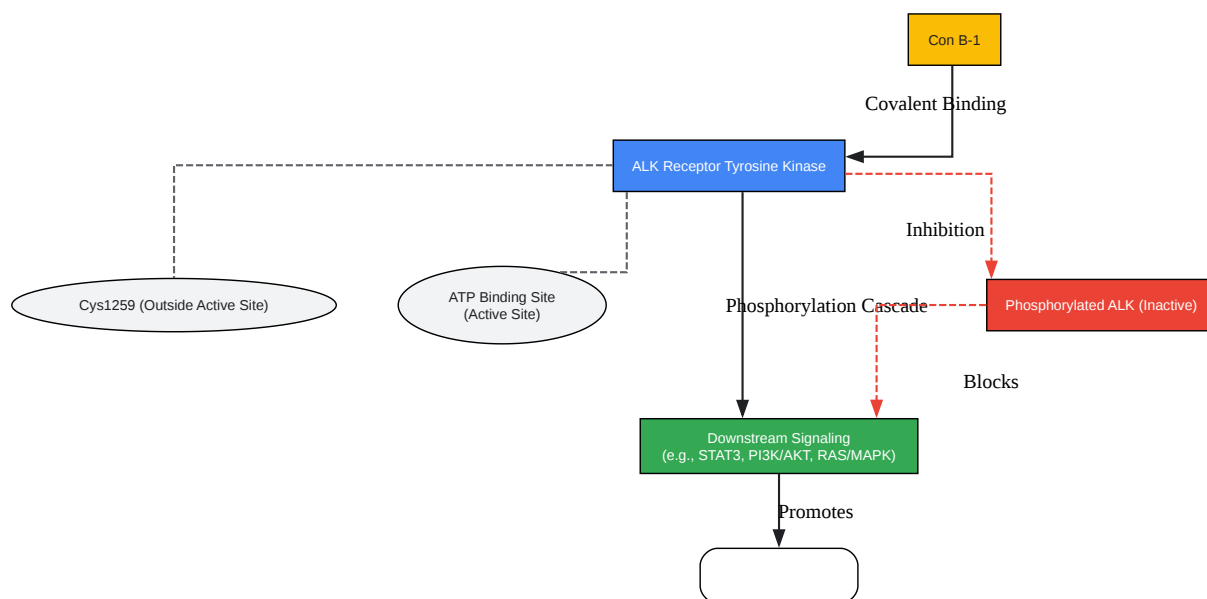 Con B-1
Covalent Binding
ALK Receptor Tyrosine Kinase
Inhibition
Cys1259 (Outside Active Site)
ATP Binding Site
(Active Site)
Phosphorylation Cascade
Phosphorylated ALK (Inactive)
Blocks
Downstream Signaling
(e.g., STAT3, PI3K/AKT, RAS/MAPK)
Promotes